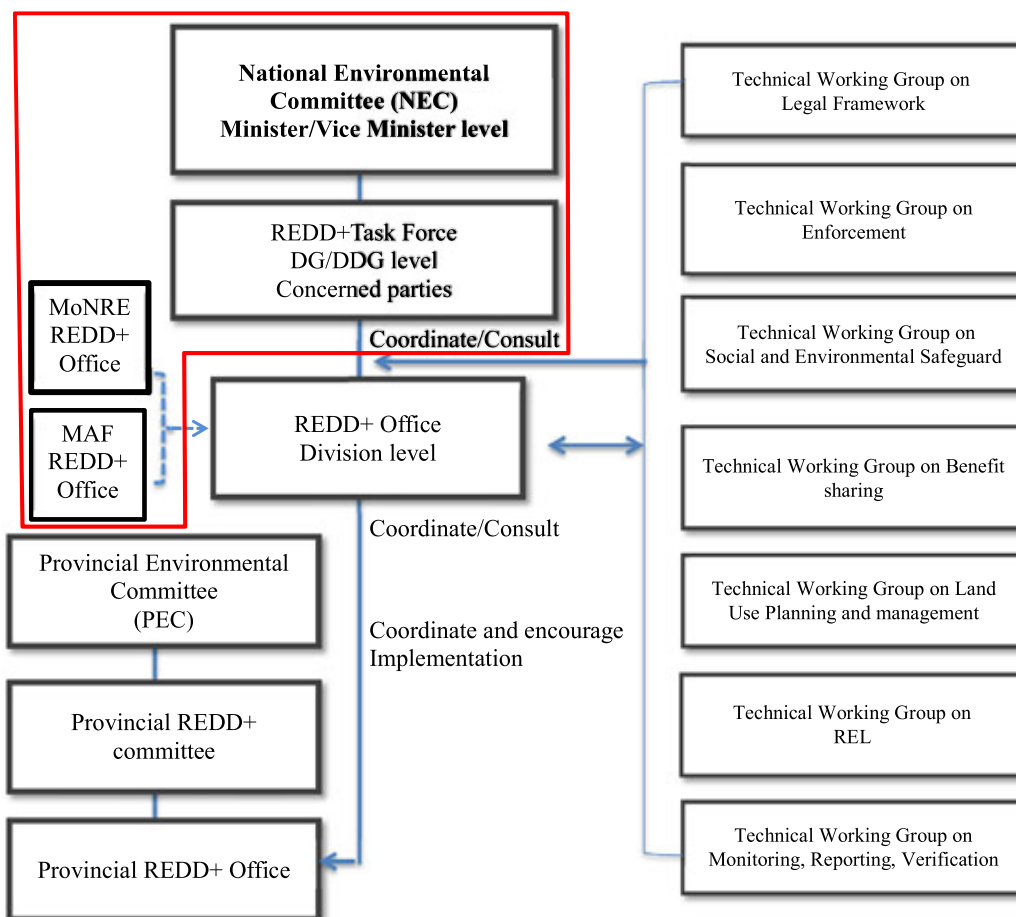 National Environmental
Committee (NEC)
Minister/Vice Minister level
REDD+Task Force
DG/DDG level
Concerned parties
MoNRE
REDD+
Office
Coordinate/Consult
MAF
REDD+
Office
REDD+ Office
Division level
Coordinate/Consult
Provincial Environmental
Committee
(PEC)
Coordinate and encourage
Implementation
Provincial REDD+
committee
Provincial REDD+ Office
Technical Working Group on
Legal Framework
Technical Working Group on
Enforcement
Technical Working Group on
Social and Environmental Safeguard
Technical Working Group on Benefit
sharing
Technical Working Group on Land
Use Planning and management
Technical Working Group on
REL
Technical Working Group on
Monitoring, Reporting, Verification